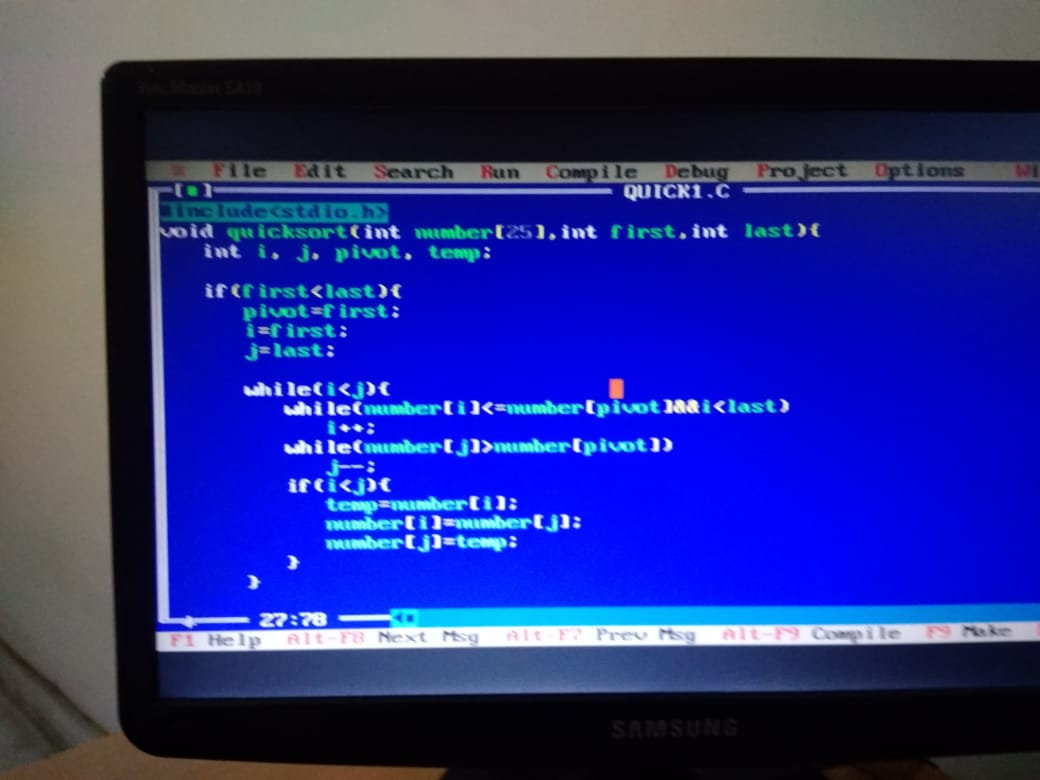 SyncMaster SA10
≡ File Edit Search Run Compile Debug Project Options Wi
[■] QUICK1.C
#include<stdio.h>
void quicksort(int number[25],int first,int last){
int i, j, pivot, temp;
if(first<last){
pivot=first;
i=first;
j=last;
while(i<j){
while(number[i]<=number[pivot]&&i<last)
i++;
while(number[j]>number[pivot])
j--;
if(i<j){
temp=number[i];
number[i]=number[j];
number[j]=temp;
}
}
27:78
F1 Help Alt-F8 Next Msg Alt-F7 Prev Msg Alt-F9 Compile F9 Make
SAMSUNG